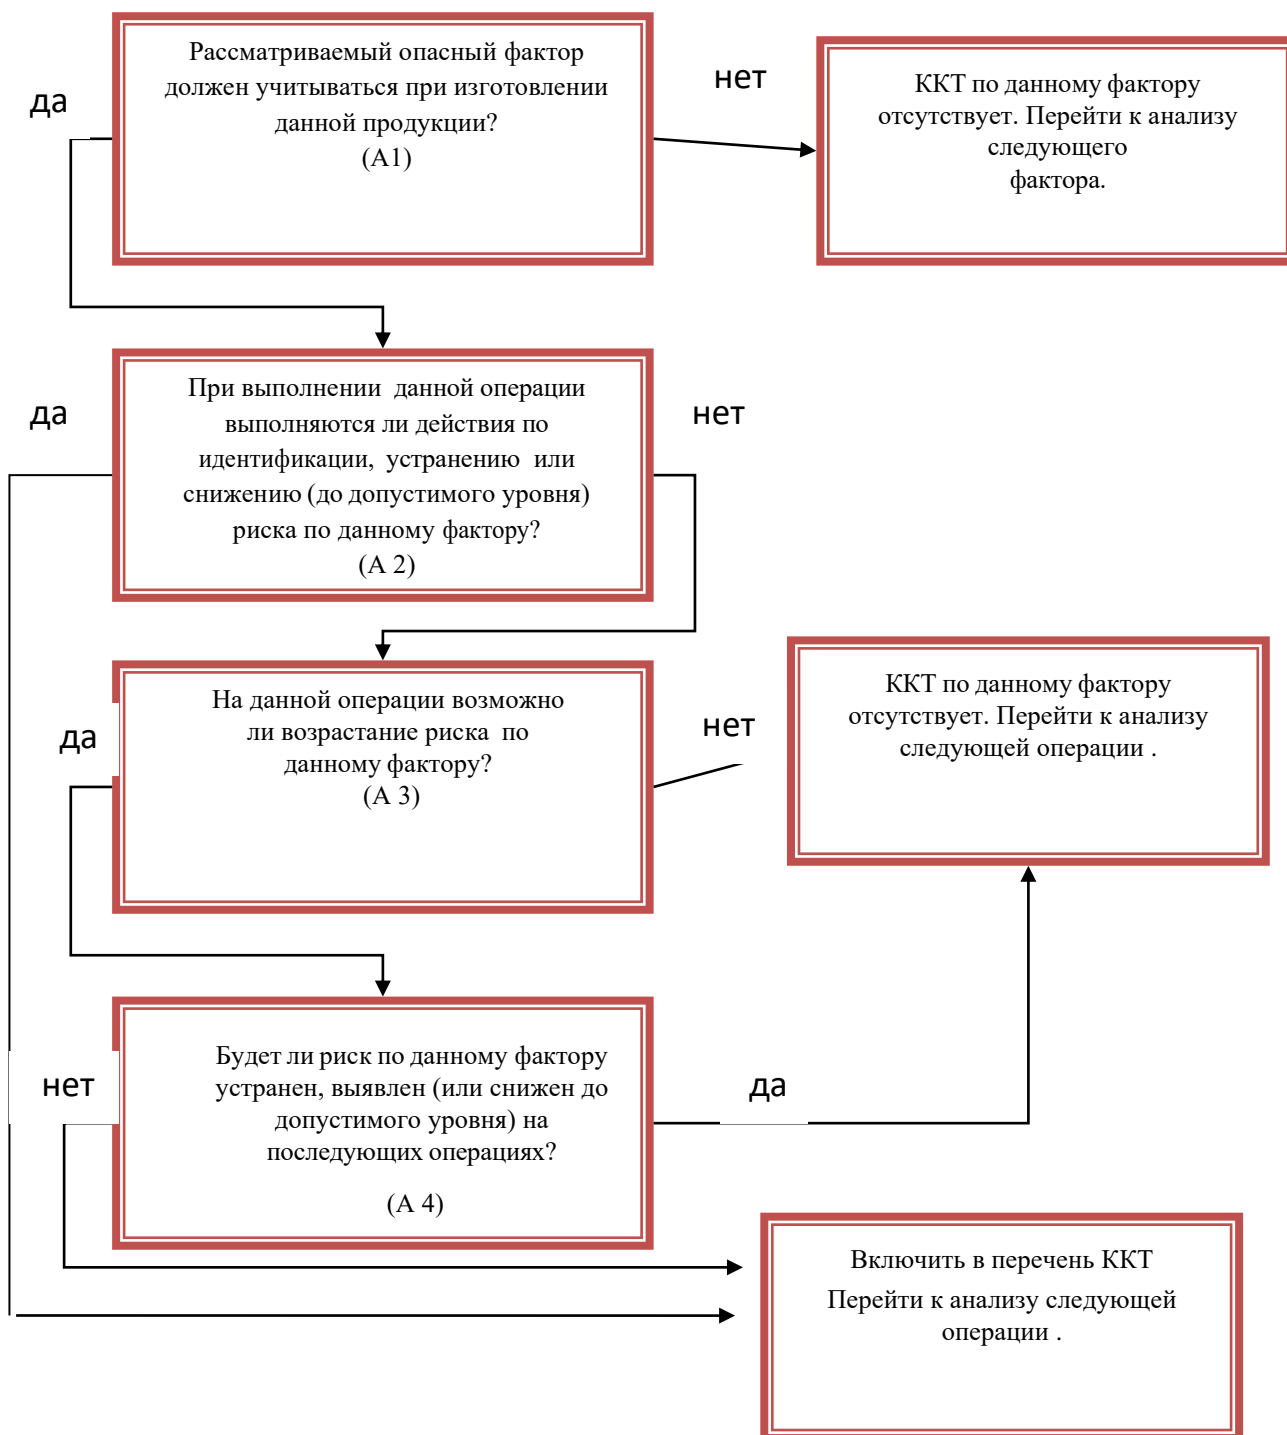 Рассматриваемый опасный фактор
должен учитываться при изготовлении
данной продукции?
(А1)
да
нет
ККТ по данному фактору
отсутствует. Перейти к анализу
следующего
фактора.
При выполнении данной операции
выполняются ли действия по
идентификации, устранению или
снижению (до допустимого уровня)
риска по данному фактору?
(А 2)
да
нет
На данной операции возможно
ли возрастание риска по
данному фактору?
(А 3)
да
нет
ККТ по данному фактору
отсутствует. Перейти к анализу
следующей операции .
Будет ли риск по данному фактору
устранен, выявлен (или снижен до
допустимого уровня) на
последующих операциях?
(А 4)
нет
да
Включить в перечень ККТ
Перейти к анализу следующей
операции .